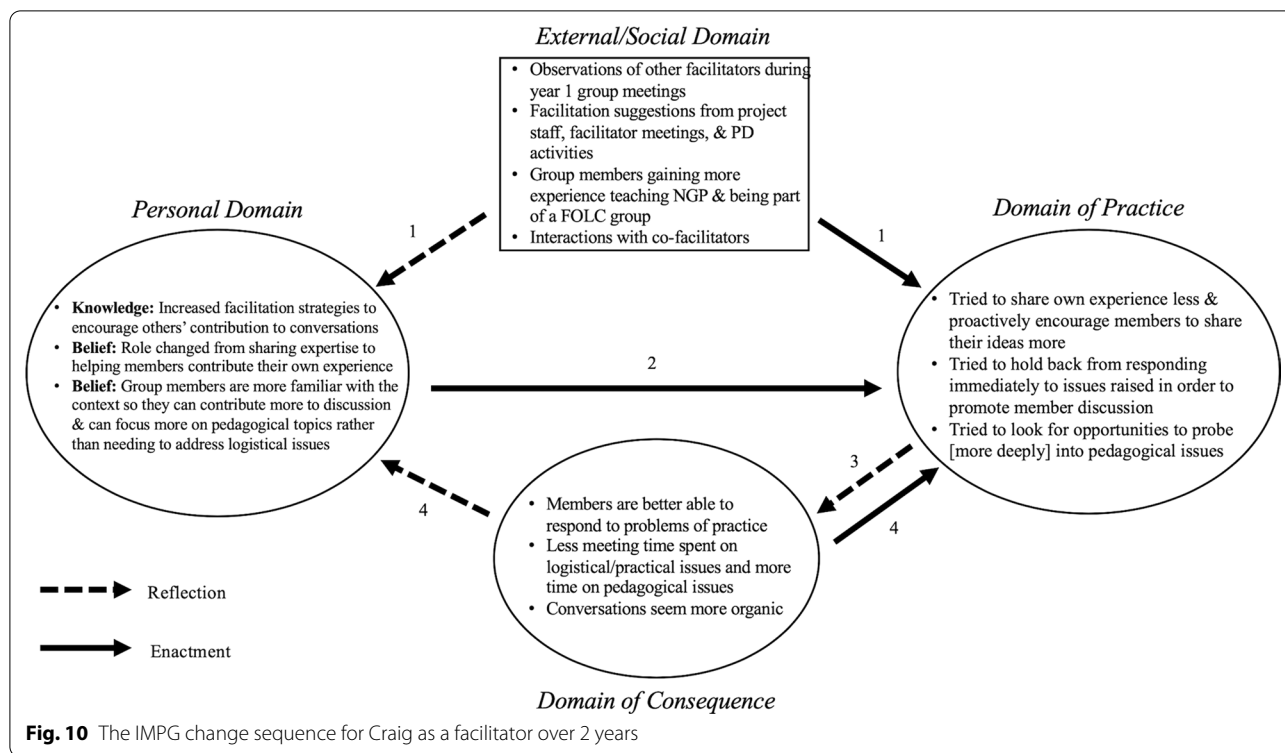 External/Social Domain
• Observations of other facilitators during
year 1 group meetings
• Facilitation suggestions from project
staff, facilitator meetings, & PD
activities
• Group members gaining more
experience teaching NGP & being part
of a FOLC group
• Interactions with co-facilitators
Personal Domain
• Knowledge: Increased facilitation strategies to
encourage others' contribution to conversations
• Belief: Role changed from sharing expertise to
helping members contribute their own experience
• Belief: Group members are more familiar with the
context so they can contribute more to discussion
& can focus more on pedagogical topics rather
than needing to address logistical issues
Domain of Practice
• Tried to share own experience less &
proactively encourage members to share
their ideas more
• Tried to hold back from responding
immediately to issues raised in order to
promote member discussion
• Tried to look for opportunities to probe
[more deeply] into pedagogical issues
1
1
2
3
4
4
• Members are better able to
respond to problems of practice
• Less meeting time spent on
logistical/practical issues and more
time on pedagogical issues
• Conversations seem more organic
Domain of Consequence
Reflection
Enactment
Fig. 10 The IMPG change sequence for Craig as a facilitator over 2 years